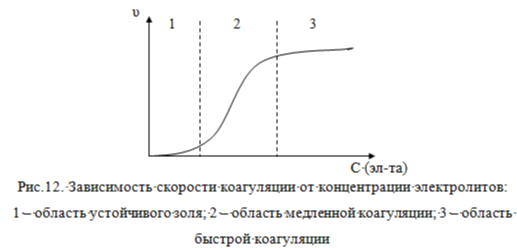 υ
1 2 3
С·(эл-та)
Рис.12.·Зависимость·скорости·коагуляции·от·концентрации·электролитов:
1·–·область·устойчивого·золя;·2·–·область·медленной·коагуляции;·3·–·область·
быстрой·коагуляции